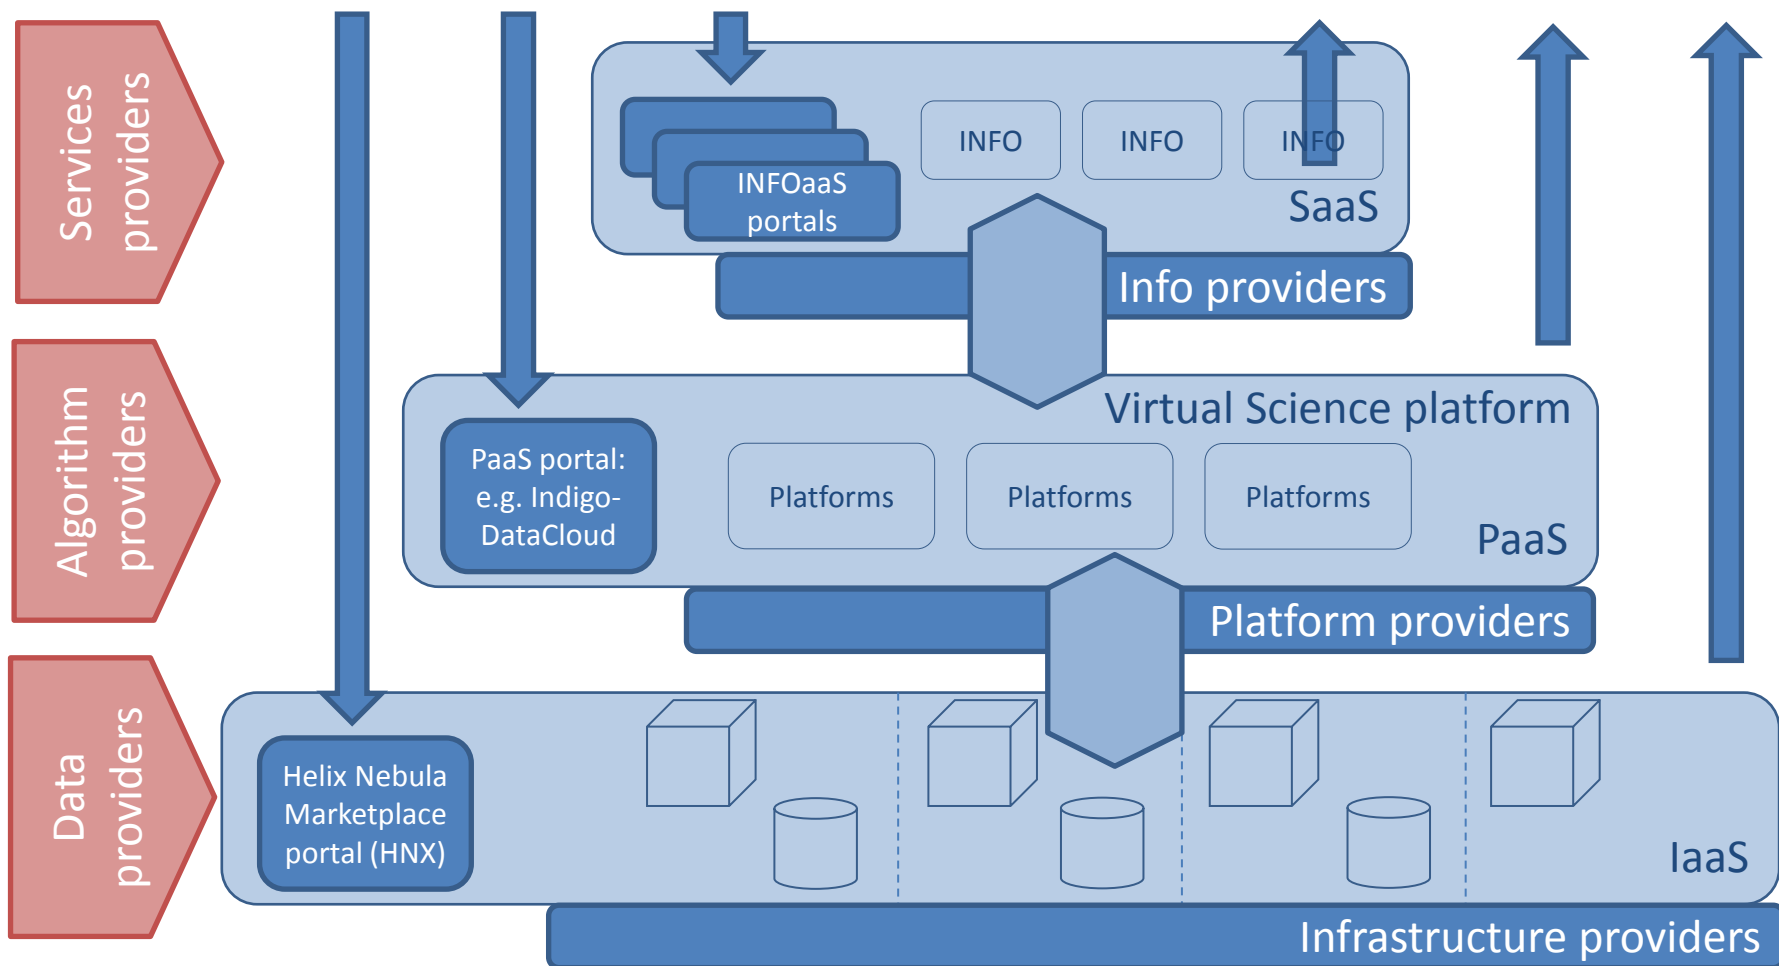 Services
providers
INFOaaS
portals
INFO
INFO
INFO
SaaS
Info providers
Algorithm
providers
Virtual Science platform
PaaS portal:
e.g. Indigo-
DataCloud
Platforms
Platforms
Platforms
PaaS
Platform providers
Data
providers
Helix Nebula
Marketplace
portal (HNX)
IaaS
Infrastructure providers